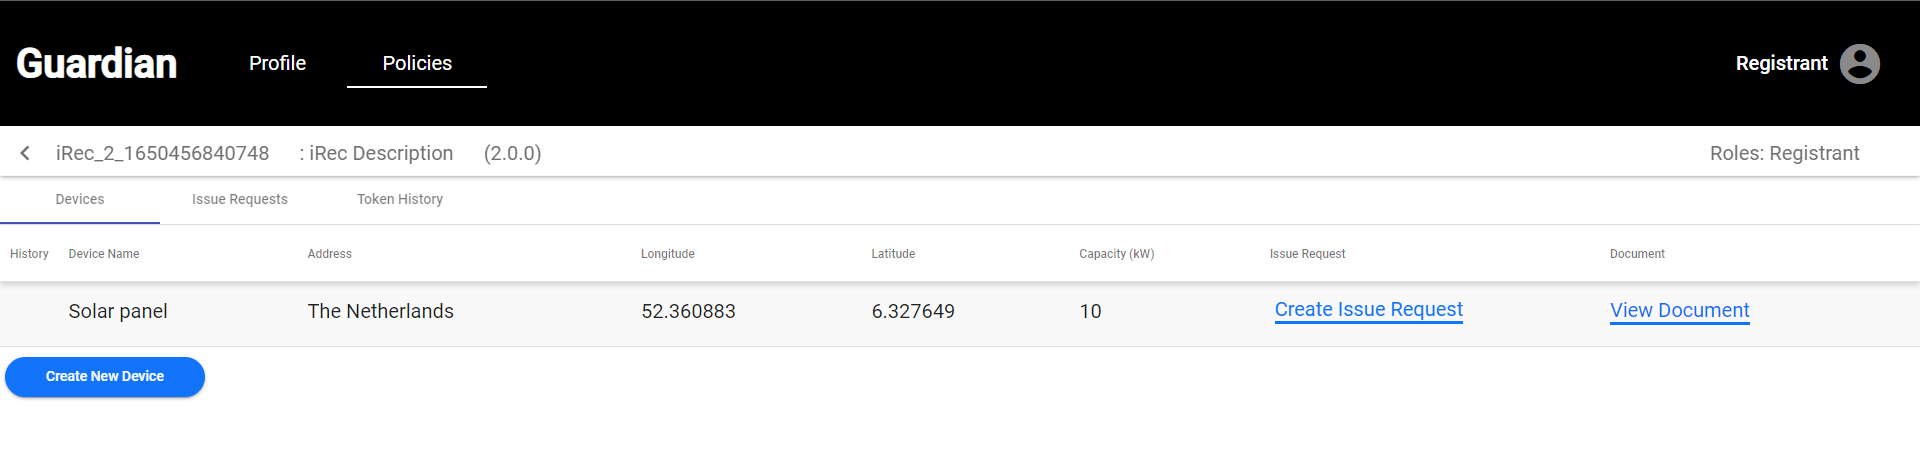 Guardian Profile Policies Registrant
iRec_2_1650456840748 : iRec Description (2.0.0) Roles: Registrant
Devices Issue Requests Token History
History Device Name Address Longitude Latitude Capacity (kW) Issue Request Document
Solar panel The Netherlands 52.360883 6.327649 10 Create Issue Request View Document
Create New Device